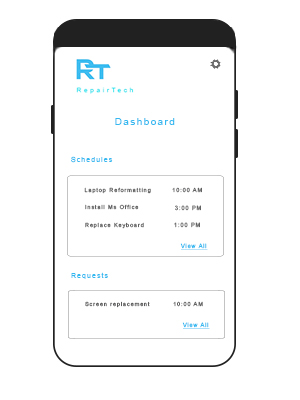 RT
RepairTech
Dashboard
Schedules
Laptop Reformatting 10:00 AM
Install Ms Office 3:00 PM
Replace Keyboard 1:00 PM
View All
Requests
Screen replacement 10:00 AM
View All